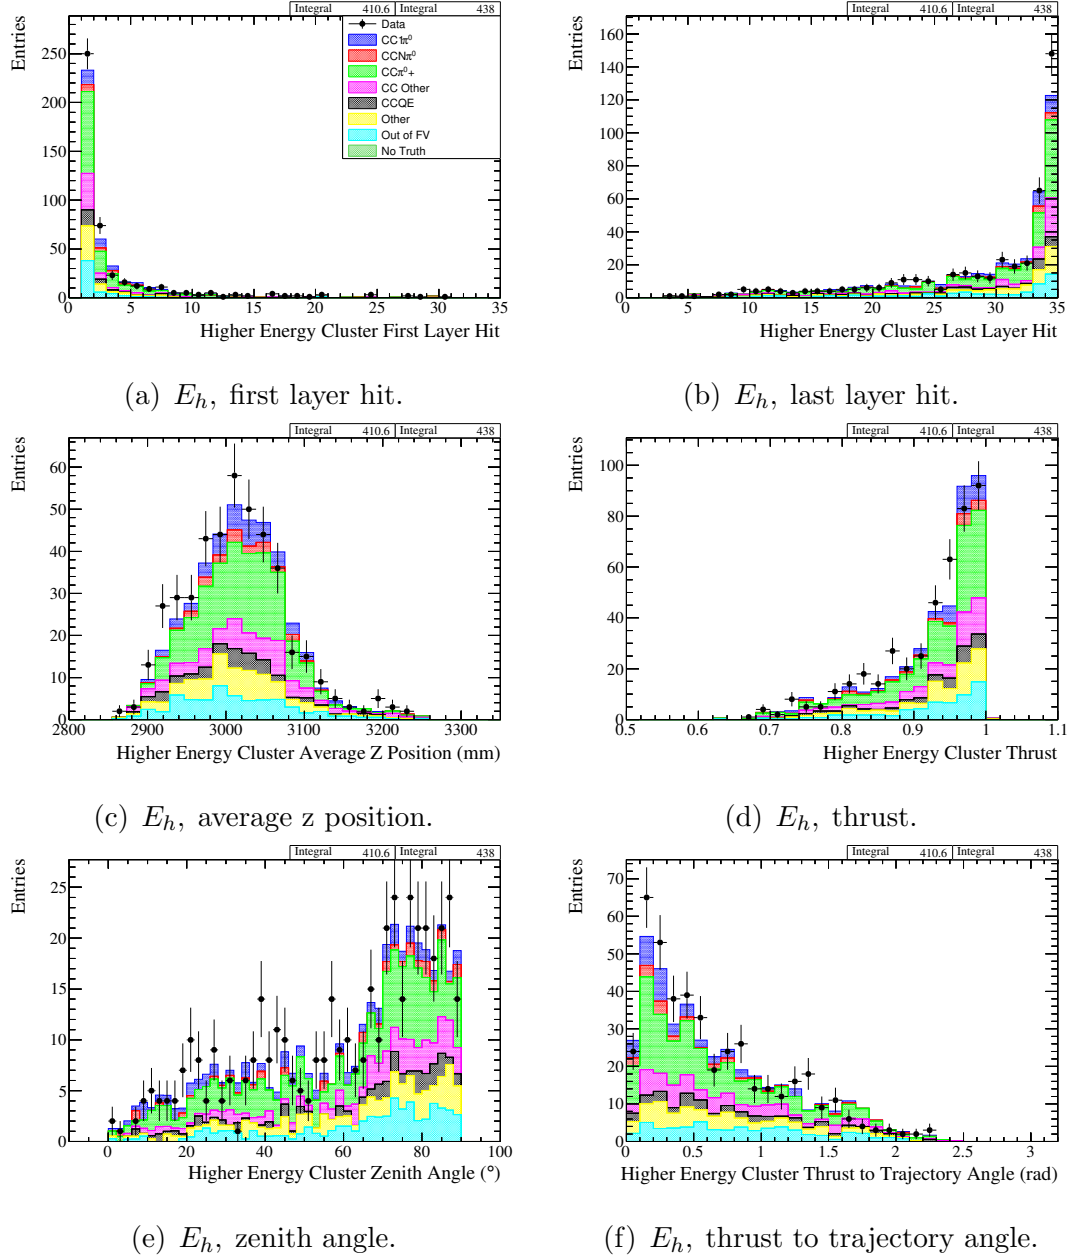 Integral 410.6 Integral 438
Entries
250
200
150
100
50
0
0 5 10 15 20 25 30 35
Higher Energy Cluster First Layer Hit
Data
CC1π⁰
CCNπ⁰
CCπ⁰+
CC Other
CCQE
Other
Out of FV
No Truth
(a) E_h, first layer hit.
Integral 410.6 Integral 438
Entries
160
140
120
100
80
60
40
20
0
0 5 10 15 20 25 30 35
Higher Energy Cluster Last Layer Hit
(b) E_h, last layer hit.
Integral 410.6 Integral 438
Entries
60
50
40
30
20
10
0
2800 2900 3000 3100 3200 3300
Higher Energy Cluster Average Z Position (mm)
(c) E_h, average z position.
Integral 410.6 Integral 438
Entries
100
80
60
40
20
0
0.5 0.6 0.7 0.8 0.9 1 1.1
Higher Energy Cluster Thrust
(d) E_h, thrust.
Integral 410.6 Integral 438
Entries
25
20
15
10
5
0
0 20 40 60 80 100
Higher Energy Cluster Zenith Angle (°)
(e) E_h, zenith angle.
Integral 410.6 Integral 438
Entries
70
60
50
40
30
20
10
0
0 0.5 1 1.5 2 2.5 3
Higher Energy Cluster Thrust to Trajectory Angle (rad)
(f) E_h, thrust to trajectory angle.